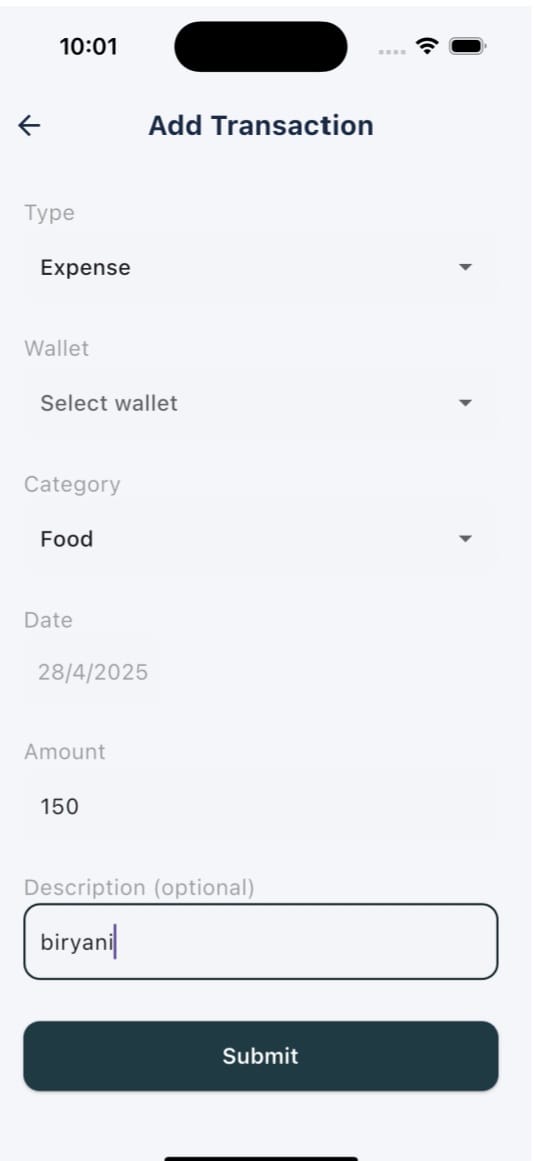 10:01
Add Transaction
Type
Expense
Wallet
Select wallet
Category
Food
Date
28/4/2025
Amount
150
Description (optional)
biryani
Submit